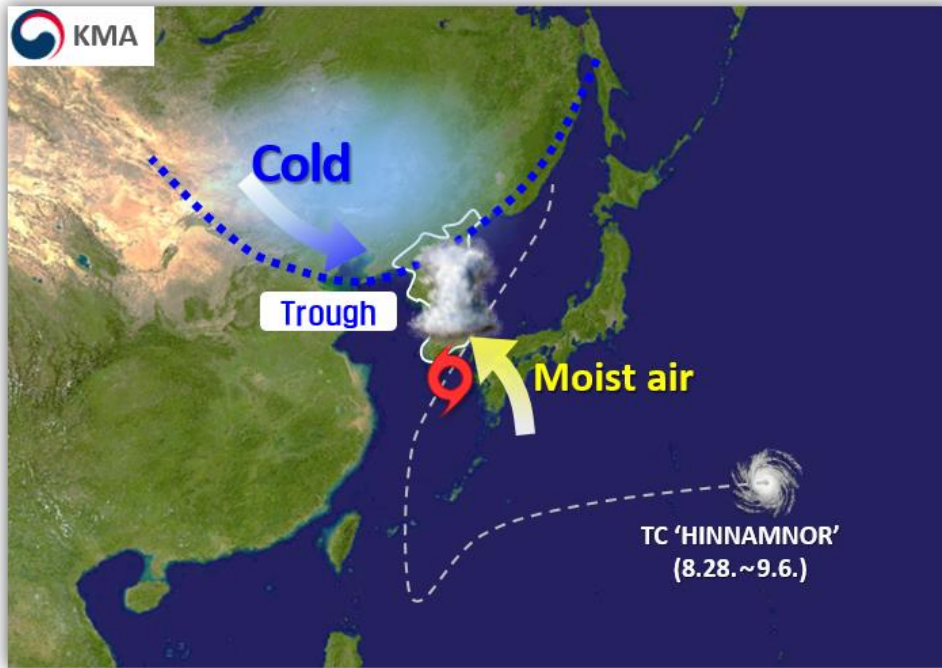 KMA
Cold
Trough
Moist air
TC 'HINNAMNOR'
(8.28.~9.6.)